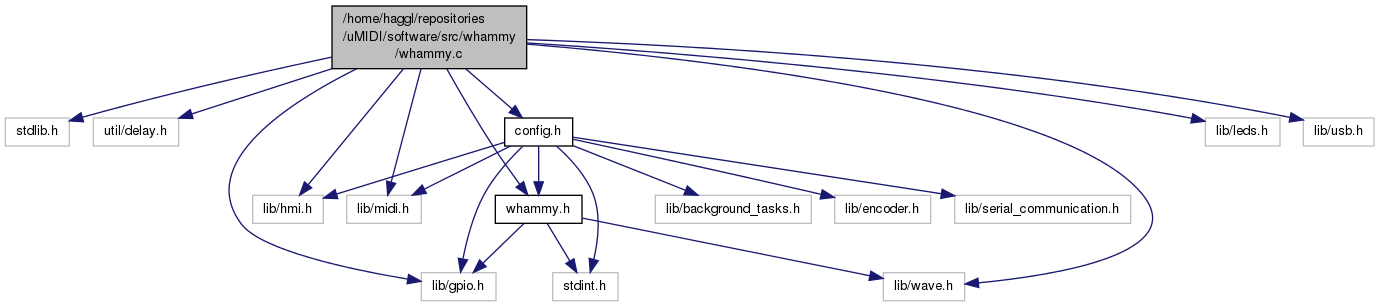 /home/haggl/repositories
/uMIDI/software/src/whammy
/whammy.c
stdlib.h
util/delay.h
config.h
lib/leds.h
lib/usb.h
lib/hmi.h
lib/midi.h
whammy.h
lib/background_tasks.h
lib/encoder.h
lib/serial_communication.h
lib/gpio.h
stdint.h
lib/wave.h